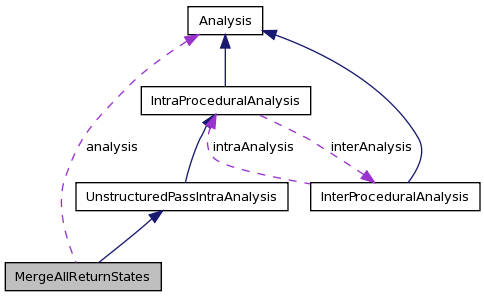 Analysis
IntraProceduralAnalysis
analysis
intraAnalysis
interAnalysis
UnstructuredPassIntraAnalysis
InterProceduralAnalysis
MergeAllReturnStates